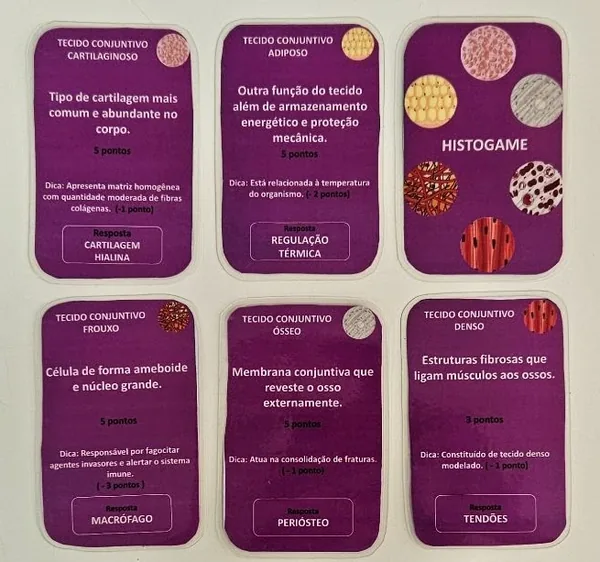 TECIDO CONJUNTIVO
CARTILAGINOSO
Tipo de cartilagem mais
comum e abundante no
corpo.
5 pontos
Dica: Apresenta matriz homogênea
com quantidade moderada de fibras
colágenas. (-1 ponto)
Resposta
CARTILAGEM
HIALINA
TECIDO CONJUNTIVO
ADIPOSO
Outra função do tecido
além de armazenamento
energético e proteção
mecânica.
5 pontos
Dica: Está relacionada à temperatura
do organismo. (- 2 pontos)
Resposta
REGULAÇÃO
TÉRMICA
HISTOGAME
TECIDO CONJUNTIVO
FROUXO
Célula de forma ameboide
e núcleo grande.
5 pontos
Dica: Responsável por fagocitar
agentes invasores e alertar o sistema
imune.
(- 3 pontos )
Resposta
MACRÓFAGO
TECIDO CONJUNTIVO
ÓSSEO
Membrana conjuntiva que
reveste o osso
externamente.
5 pontos
Dica: Atua na consolidação de fraturas.
(- 1 ponto)
Resposta
PERIÓSTEO
TECIDO CONJUNTIVO
DENSO
Estruturas fibrosas que
ligam músculos aos ossos.
3 pontos
Dica: Constituído de tecido denso
modelado. (- 1 ponto)
Resposta
TENDÕES